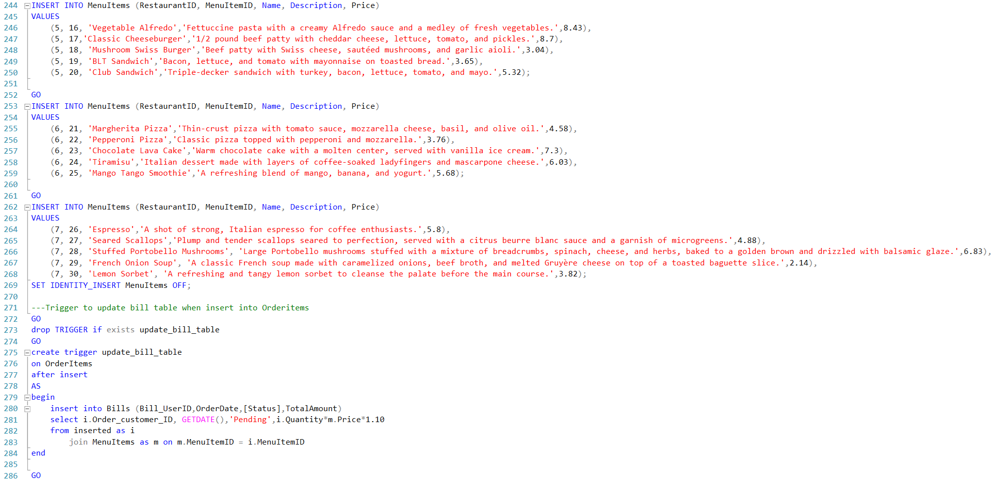 244 INSERT INTO MenuItems (RestaurantID, MenuItemID, Name, Description, Price)
245 VALUES
246     (5, 16, 'Vegetable Alfredo','Fettuccine pasta with a creamy Alfredo sauce and a medley of fresh vegetables.',8.43),
247     (5, 17,'Classic Cheeseburger','1/2 pound beef patty with cheddar cheese, lettuce, tomato, and pickles.',8.7),
248     (5, 18, 'Mushroom Swiss Burger','Beef patty with Swiss cheese, sautéed mushrooms, and garlic aioli.',3.04),
249     (5, 19, 'BLT Sandwich','Bacon, lettuce, and tomato with mayonnaise on toasted bread.',3.65),
250     (5, 20, 'Club Sandwich','Triple-decker sandwich with turkey, bacon, lettuce, tomato, and mayo.',5.32);
251
252 GO
253 INSERT INTO MenuItems (RestaurantID, MenuItemID, Name, Description, Price)
254 VALUES
255     (6, 21, 'Margherita Pizza','Thin-crust pizza with tomato sauce, mozzarella cheese, basil, and olive oil.',4.58),
256     (6, 22, 'Pepperoni Pizza','Classic pizza topped with pepperoni and mozzarella.',3.76),
257     (6, 23, 'Chocolate Lava Cake','Warm chocolate cake with a molten center, served with vanilla ice cream.',7.3),
258     (6, 24, 'Tiramisu','Italian dessert made with layers of coffee-soaked ladyfingers and mascarpone cheese.',6.03),
259     (6, 25, 'Mango Tango Smoothie','A refreshing blend of mango, banana, and yogurt.',5.68);
260
261 GO
262 INSERT INTO MenuItems (RestaurantID, MenuItemID, Name, Description, Price)
263 VALUES
264     (7, 26, 'Espresso','A shot of strong, Italian espresso for coffee enthusiasts.',5.8),
265     (7, 27, 'Seared Scallops','Plump and tender scallops seared to perfection, served with a citrus beurre blanc sauce and a garnish of microgreens.',4.88),
266     (7, 28, 'Stuffed Portobello Mushrooms', 'Large Portobello mushrooms stuffed with a mixture of breadcrumbs, spinach, cheese, and herbs, baked to a golden brown and drizzled with balsamic glaze.',6.83),
267     (7, 29, 'French Onion Soup', 'A classic French soup made with caramelized onions, beef broth, and melted Gruyère cheese on top of a toasted baguette slice.',2.14),
268     (7, 30, 'Lemon Sorbet', 'A refreshing and tangy lemon sorbet to cleanse the palate before the main course.',3.82);
269 SET IDENTITY_INSERT MenuItems OFF;
270
271 ---Trigger to update bill table when insert into Orderitems
272 GO
273 drop TRIGGER if exists update_bill_table
274 GO
275 create trigger update_bill_table
276 on OrderItems
277 after insert
278 AS
279 begin
280     insert into Bills (Bill_UserID,OrderDate,[Status],TotalAmount)
281     select i.Order_customer_ID, GETDATE(),'Pending',i.Quantity*m.Price*1.10
282     from inserted as i
283         join MenuItems as m on m.MenuItemID = i.MenuItemID
284 end
285
286 GO